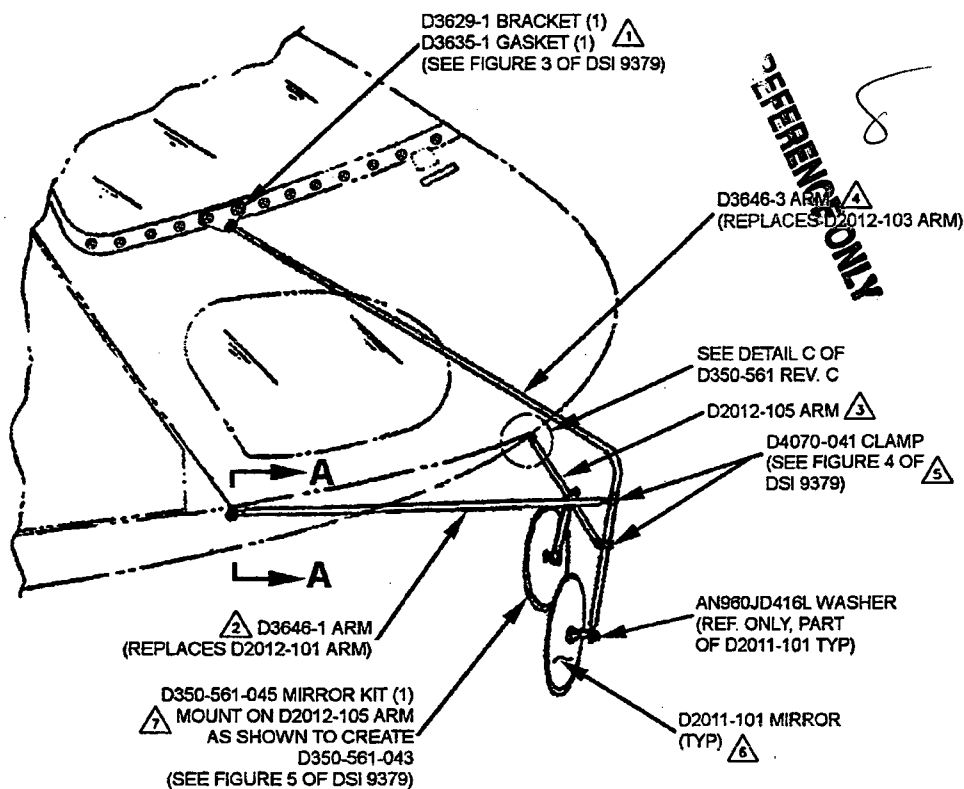 D3629-1 BRACKET (1)
D3635-1 GASKET (1) 1
(SEE FIGURE 3 OF DSI 9379)
REFERENCE ONLY
8
D3646-3 ARM 4
(REPLACES D2012-103 ARM)
SEE DETAIL C OF
D350-561 REV. C
D2012-105 ARM 3
D4070-041 CLAMP
(SEE FIGURE 4 OF 5
DSI 9379)
A
A
2 D3646-1 ARM
(REPLACES D2012-101 ARM)
AN960JD416L WASHER
(REF. ONLY, PART
OF D2011-101 TYP)
D350-561-045 MIRROR KIT (1)
7 MOUNT ON D2012-105 ARM
AS SHOWN TO CREATE
D350-561-043
(SEE FIGURE 5 OF DSI 9379)
D2011-101 MIRROR
(TYP) 6